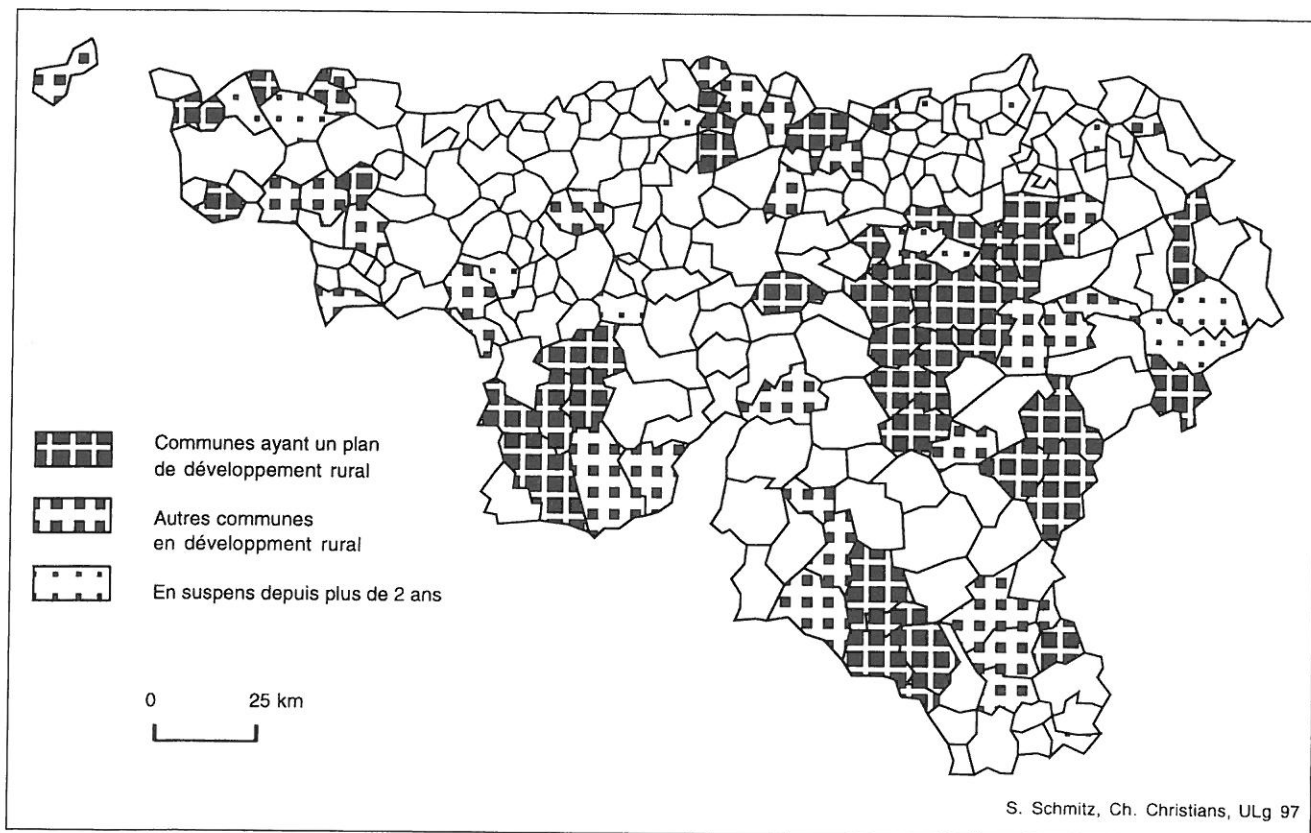 Communes ayant un plan
de développement rural
Autres communes
en développment rural
En suspens depuis plus de 2 ans
0 25 km
S. Schmitz, Ch. Christians, ULg 97